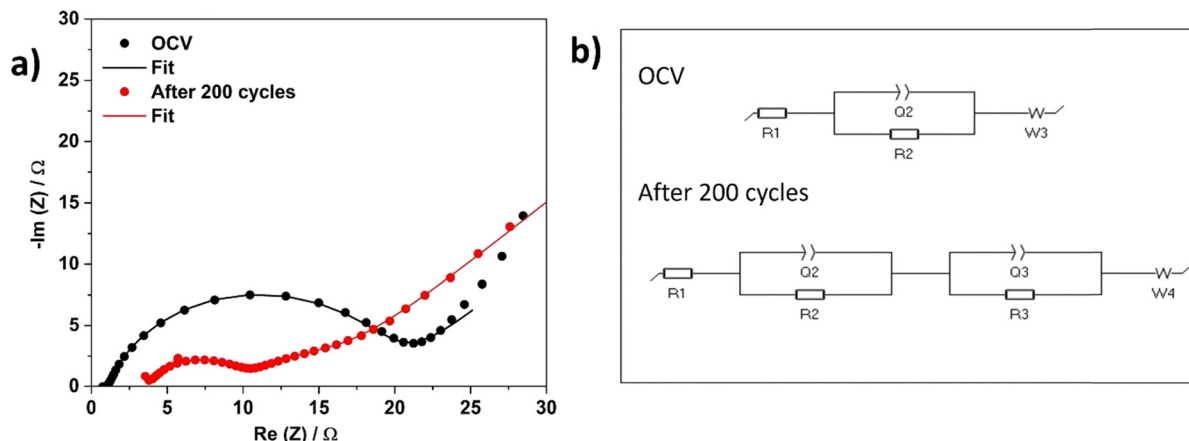 a)
OCV
Fit
After 200 cycles
Fit
30
25
20
15
10
5
0
-Im (Z) / Ω
0 5 10 15 20 25 30
Re (Z) / Ω
b)
OCV
R1
Q2
R2
W3
After 200 cycles
R1
Q2
R2
Q3
R3
W4